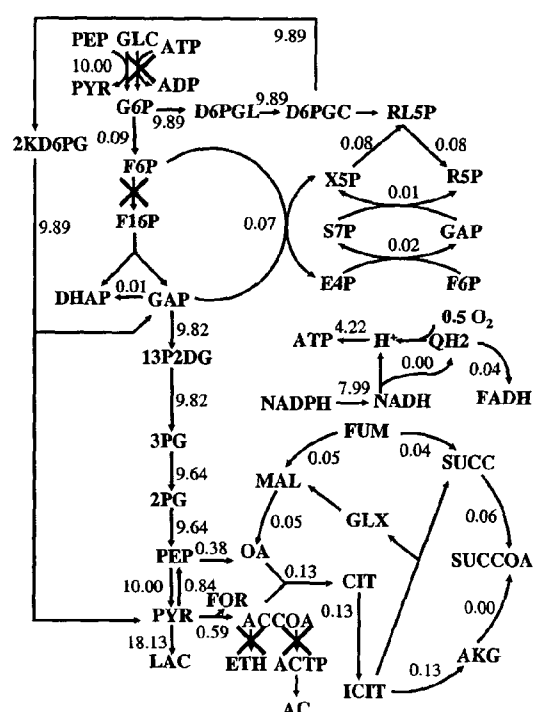 9.89
PEP GLC ATP
10.00
PYR ADP
G6P 9.89 D6PGL 9.89 D6PGC RL5P
2KD6PG 0.09 0.08 0.08
F6P X5P R5P
0.01
F16P
9.89 0.07 S7P GAP
0.02
DHAP 0.01 GAP E4P F6P
9.82 0.5 O₂
ATP 4.22 H⁺ QH2
13P2DG 0.00 0.04
7.99
NADPH NADH FADH
9.82
FUM
3PG 0.05 0.04 SUCC
9.64 MAL
2PG GLX 0.06
9.64 0.05
PEP 0.38 OA SUCCOA
0.13 CIT
10.00 0.84 0.00
FOR 0.13
PYR 0.59 ACCOA
18.13 0.13 AKG
LAC ETH ACTP
ICIT
AC